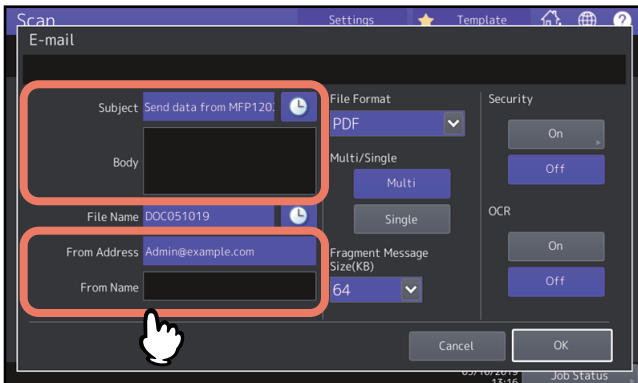 Scan
Settings
Template
E-mail
Subject
Send data from MFP120
Body
File Name
DOC051019
From Address
Admin@example.com
From Name
File Format
PDF
Multi/Single
Multi
Single
Fragment Message
Size(KB)
64
Security
On
Off
OCR
On
Off
Cancel
OK
13:16
Job Status